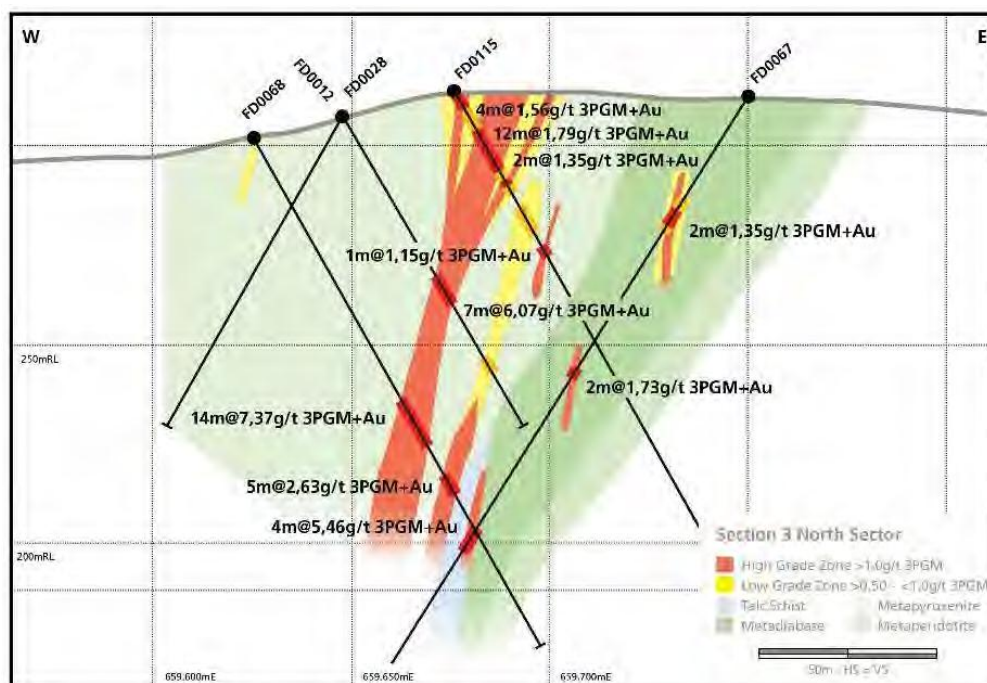 W
E
FD0068
FD0012
FD0028
FD0115
FD0067
4m@1,56g/t 3PGM+Au
12m@1,79g/t 3PGM+Au
2m@1,35g/t 3PGM+Au
2m@1,35g/t 3PGM+Au
1m@1,15g/t 3PGM+Au
7m@6,07g/t 3PGM+Au
250mRL
2m@1,73g/t 3PGM+Au
14m@7,37g/t 3PGM+Au
5m@2,63g/t 3PGM+Au
4m@5,46g/t 3PGM+Au
200mRL
Section 3 North Sector
High Grade Zone >1,0g/t 3PGM
Low Grade Zone >0,50 - <1,0g/t 3PGM
Talc Schist
Metapyroxenite
Metadiabase
Metaperidotite
50m - HS = VS
659.600mE
659.650mE
659.700mE